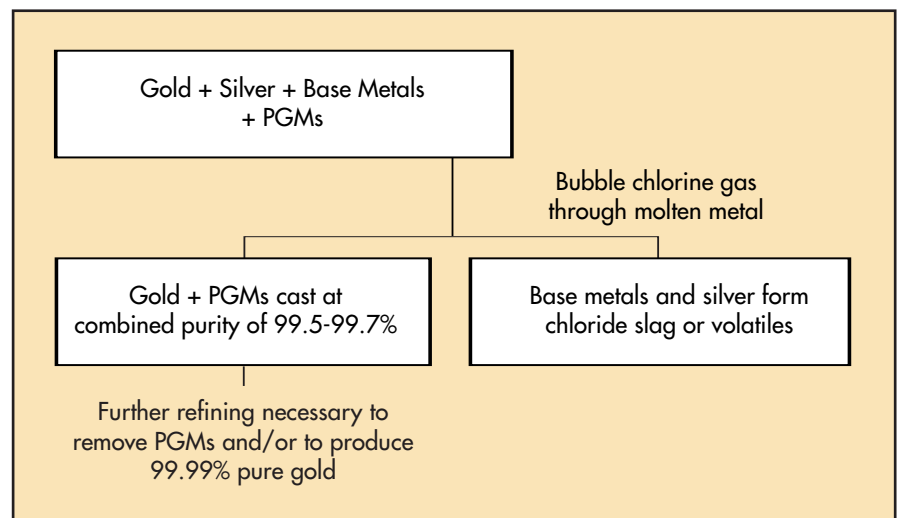 Gold + Silver + Base Metals
+ PGMs
Bubble chlorine gas
through molten metal
Gold + PGMs cast at
combined purity of 99.5-99.7%
Base metals and silver form
chloride slag or volatiles
Further refining necessary to
remove PGMs and/or to produce
99.99% pure gold